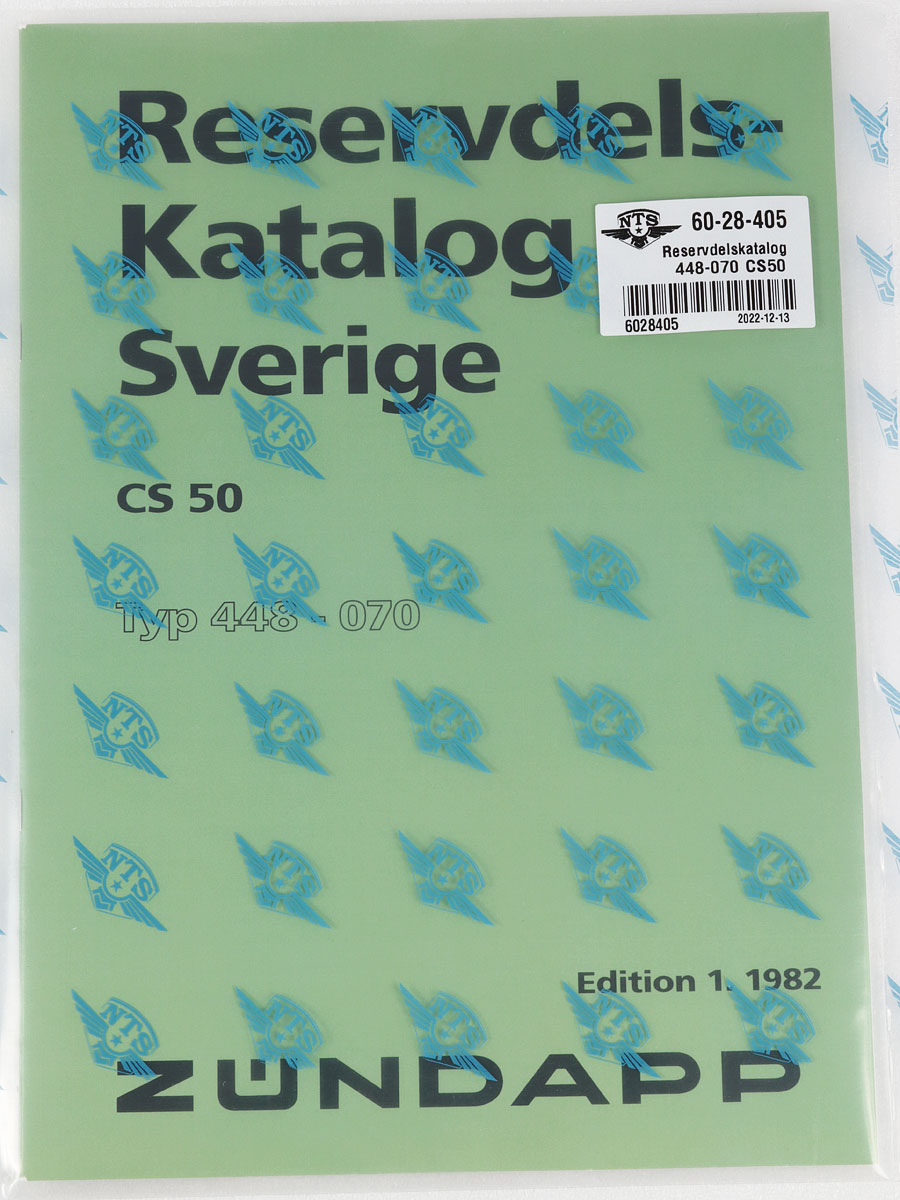 Reservdels-
Katalog
Sverige
NTS
60-28-405
Reservdelskatalog
448-070 CS50
6028405
2022-12-13
CS 50
Typ 448 - 070
Edition 1. 1982
ZÜNDAPP